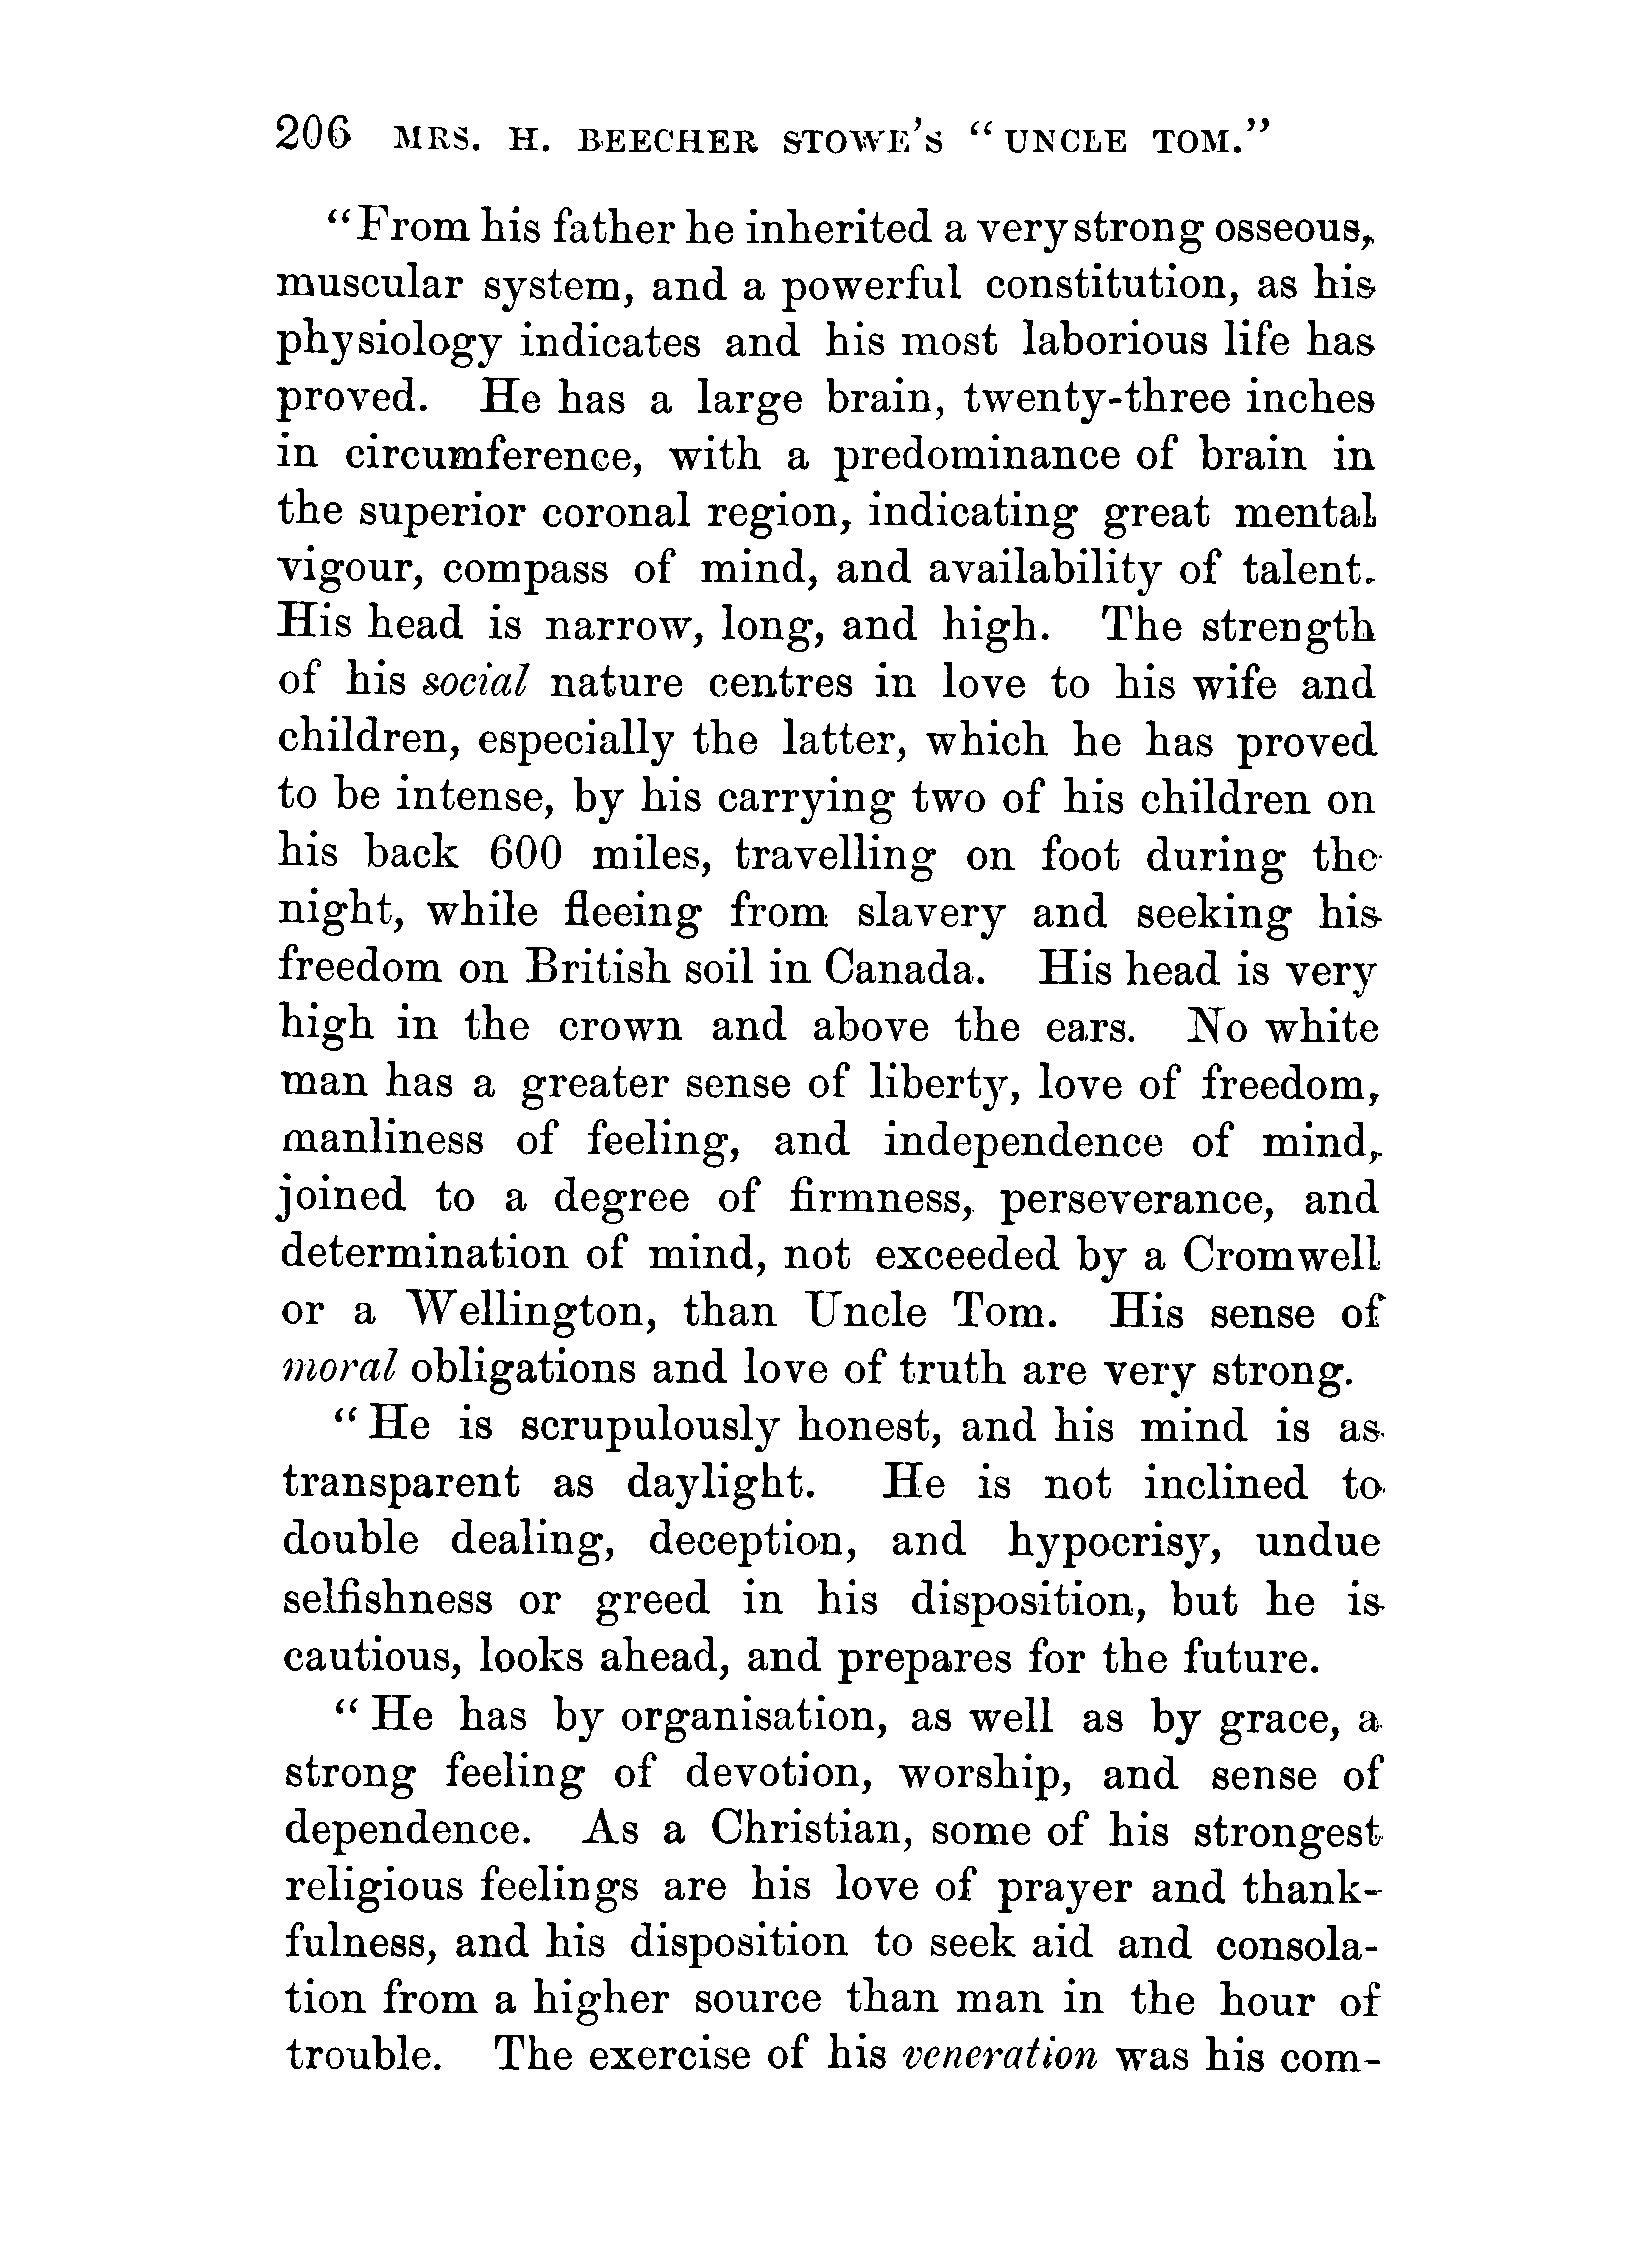 206 MRS. H. BEECHER STOWE'S "UNCLE TOM."
"From his father he inherited a very strong osseous,
muscular system, and a powerful constitution, as his
physiology indicates and his most laborious life has
proved. He has a large brain, twenty-three inches
in circumference, with a predominance of brain in
the superior coronal region, indicating great mental
vigour, compass of mind, and availability of talent.
His head is narrow, long, and high. The strength
of his social nature centres in love to his wife and
children, especially the latter, which he has proved
to be intense, by his carrying two of his children on
his back 600 miles, travelling on foot during the
night, while fleeing from slavery and seeking his
freedom on British soil in Canada. His head is very
high in the crown and above the ears. No white
man has a greater sense of liberty, love of freedom,
manliness of feeling, and independence of mind,
joined to a degree of firmness, perseverance, and
determination of mind, not exceeded by a Cromwell
or a Wellington, than Uncle Tom. His sense of
moral obligations and love of truth are very strong.
"He is scrupulously honest, and his mind is as
transparent as daylight. He is not inclined to
double dealing, deception, and hypocrisy, undue
selfishness or greed in his disposition, but he is
cautious, looks ahead, and prepares for the future.
"He has by organisation, as well as by grace, a
strong feeling of devotion, worship, and sense of
dependence. As a Christian, some of his strongest
religious feelings are his love of prayer and thank-
fulness, and his disposition to seek aid and consola-
tion from a higher source than man in the hour of
trouble. The exercise of his veneration was his com-